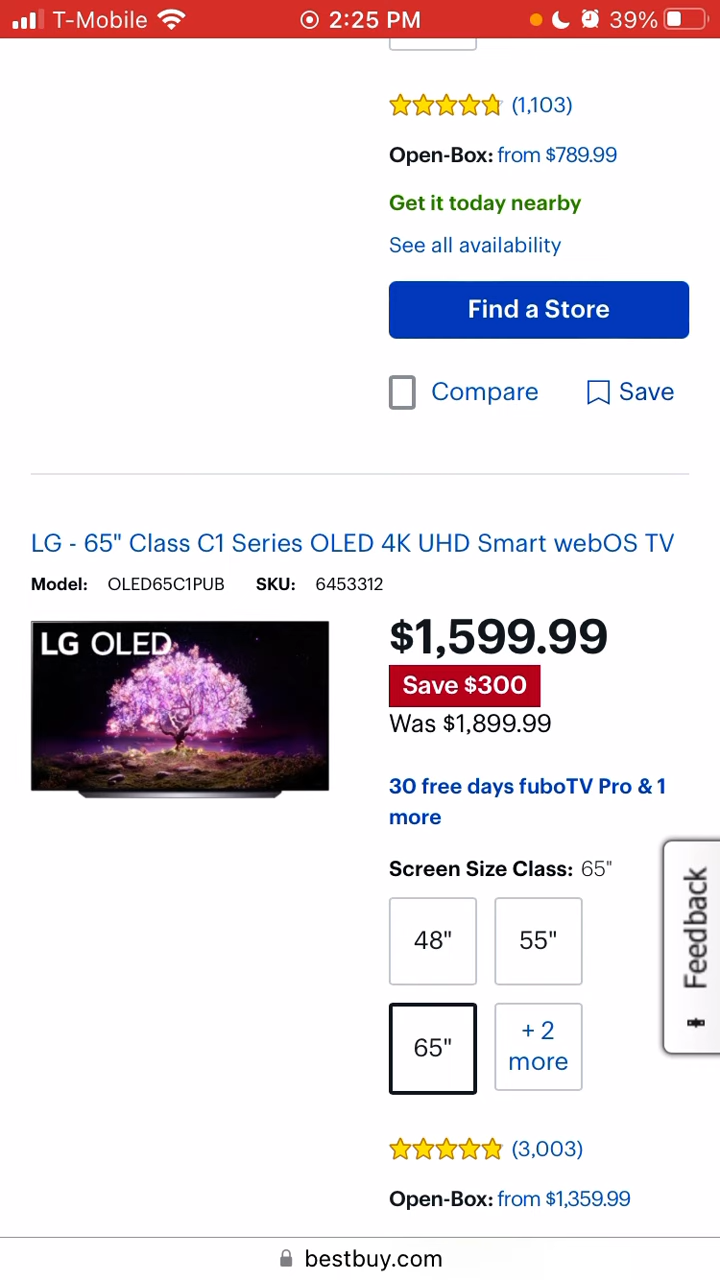 T-Mobile 2:25 PM 39%
(1,103)
Open-Box: from $789.99
Get it today nearby
See all availability
Find a Store
Compare Save
LG - 65" Class C1 Series OLED 4K UHD Smart webOS TV
Model: OLED65C1PUB SKU: 6453312
LG OLED
$1,599.99
Save $300
Was $1,899.99
30 free days fuboTV Pro & 1
more
Screen Size Class: 65"
48" 55"
65" + 2
more
Feedback
(3,003)
Open-Box: from $1,359.99
bestbuy.com